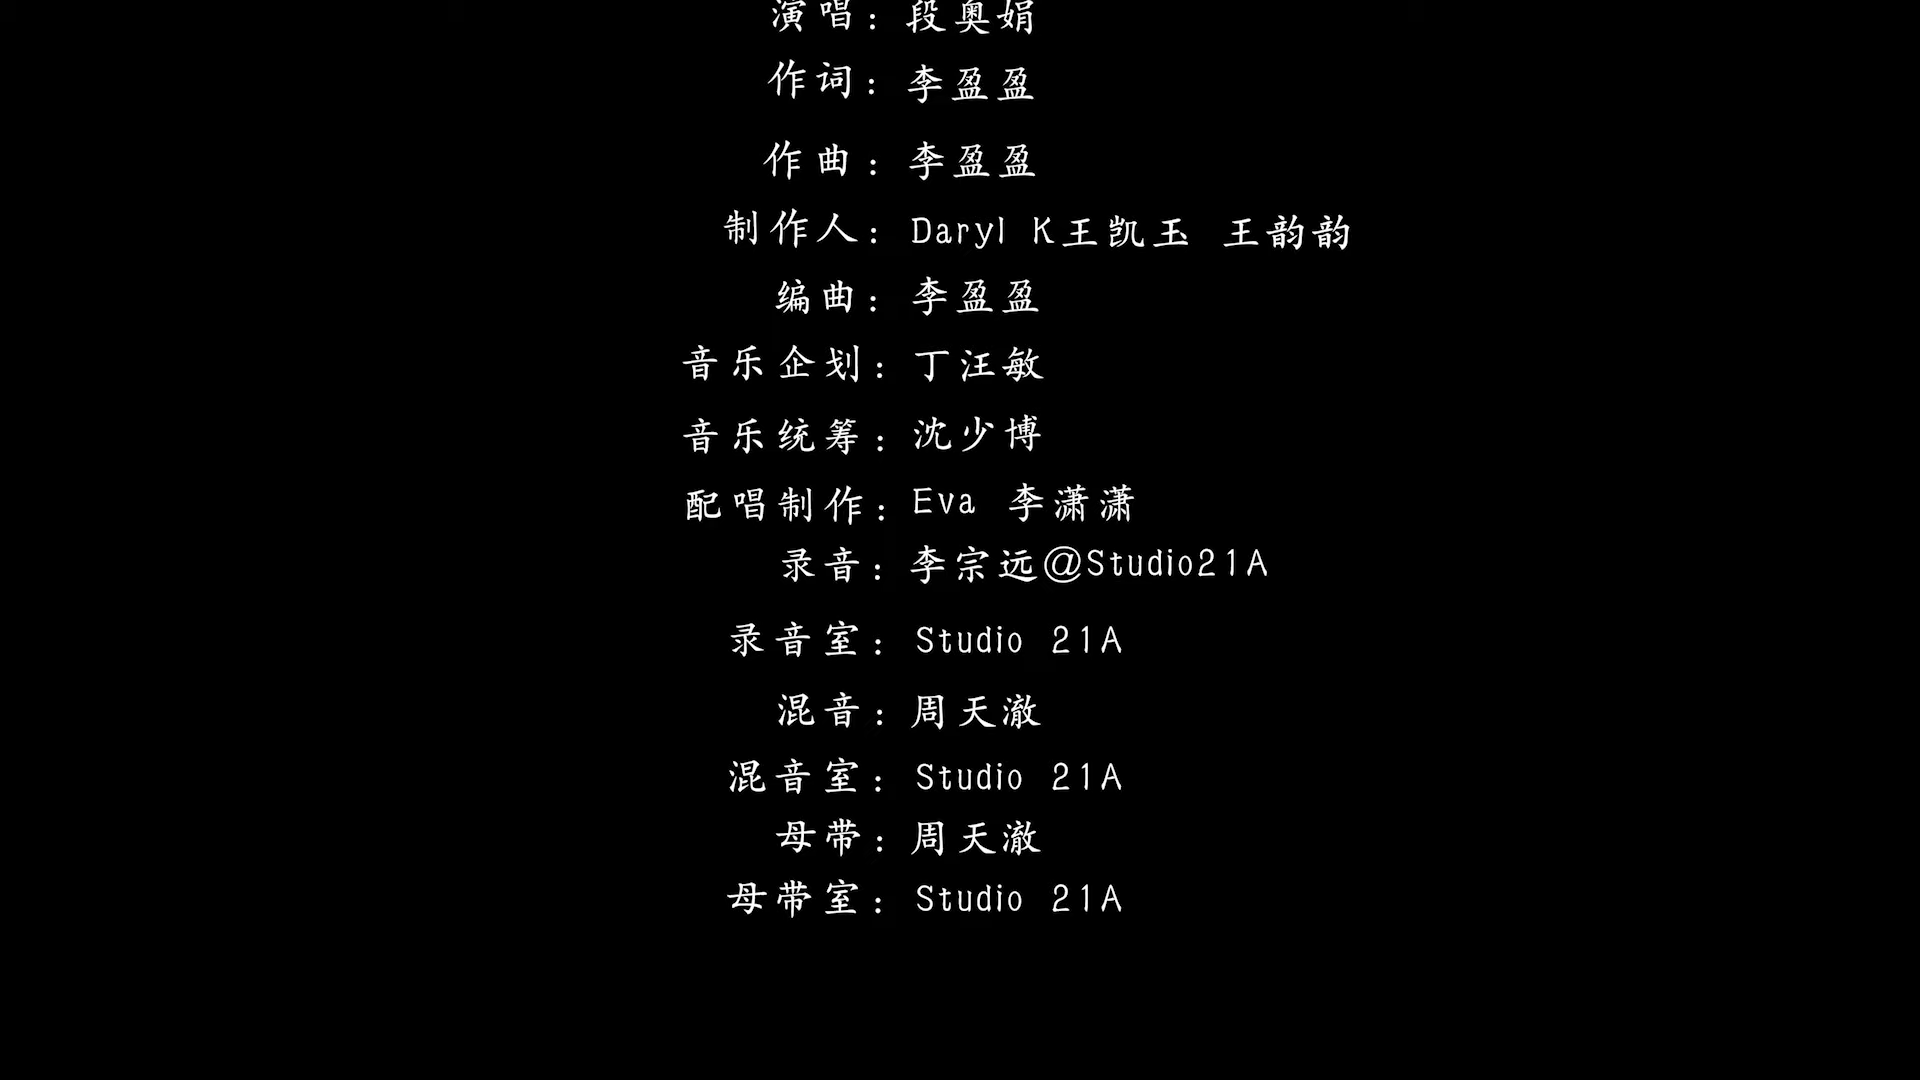 演唱：段奥娟
作词：李盈盈
作曲：李盈盈
制作人：Daryl K王凯玉 王韵韵
编曲：李盈盈
音乐企划：丁汪敏
音乐统筹：沈少博
配唱制作：Eva 李潇潇
录音：李宗远@Studio21A
录音室：Studio 21A
混音：周天澈
混音室：Studio 21A
母带：周天澈
母带室：Studio 21A